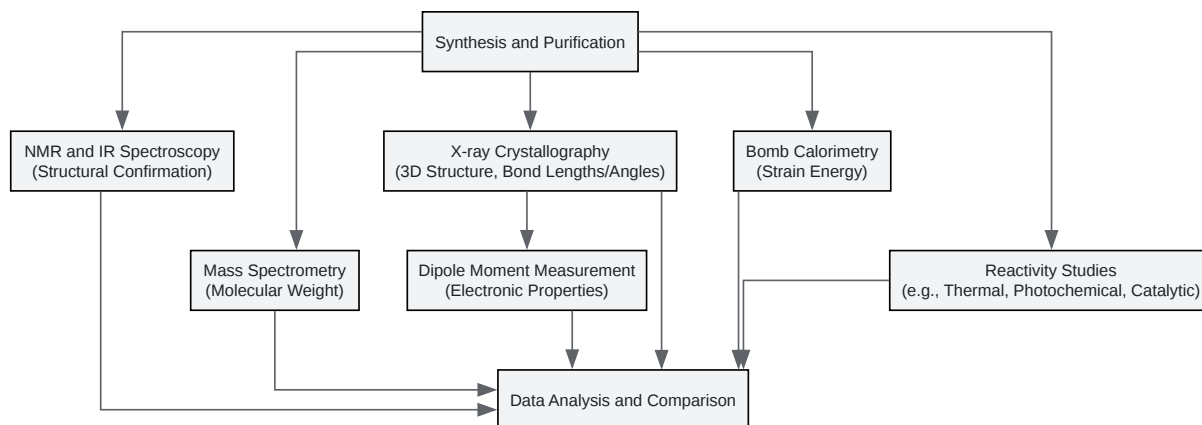 Synthesis and Purification
NMR and IR Spectroscopy
(Structural Confirmation)
X-ray Crystallography
(3D Structure, Bond Lengths/Angles)
Bomb Calorimetry
(Strain Energy)
Mass Spectrometry
(Molecular Weight)
Dipole Moment Measurement
(Electronic Properties)
Reactivity Studies
(e.g., Thermal, Photochemical, Catalytic)
Data Analysis and Comparison